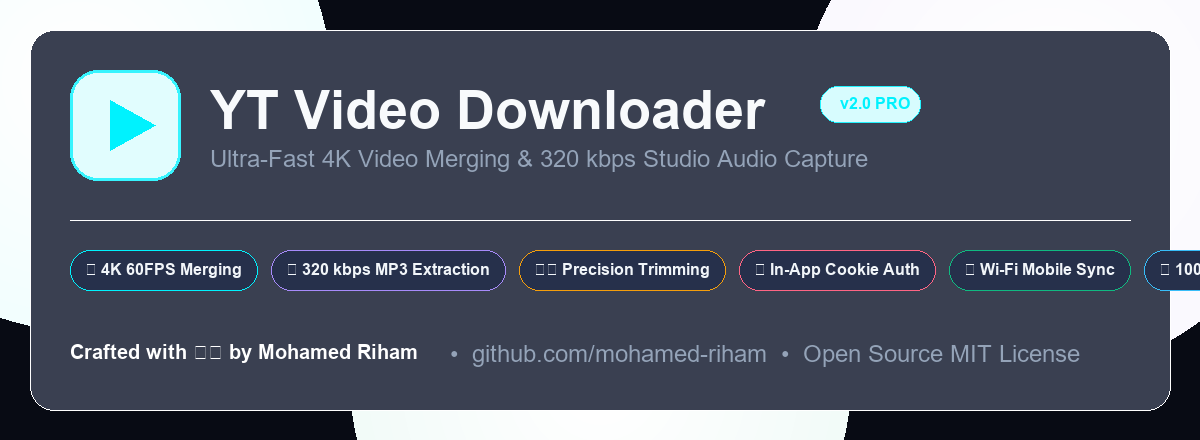 YT Video Downloader v2.0 PRO
Ultra-Fast 4K Video Merging & 320 kbps Studio Audio Capture
4K 60FPS Merging 320 kbps MP3 Extraction Precision Trimming In-App Cookie Auth Wi-Fi Mobile Sync 100
Crafted with by Mohamed Riham • github.com/mohamed-riham • Open Source MIT License